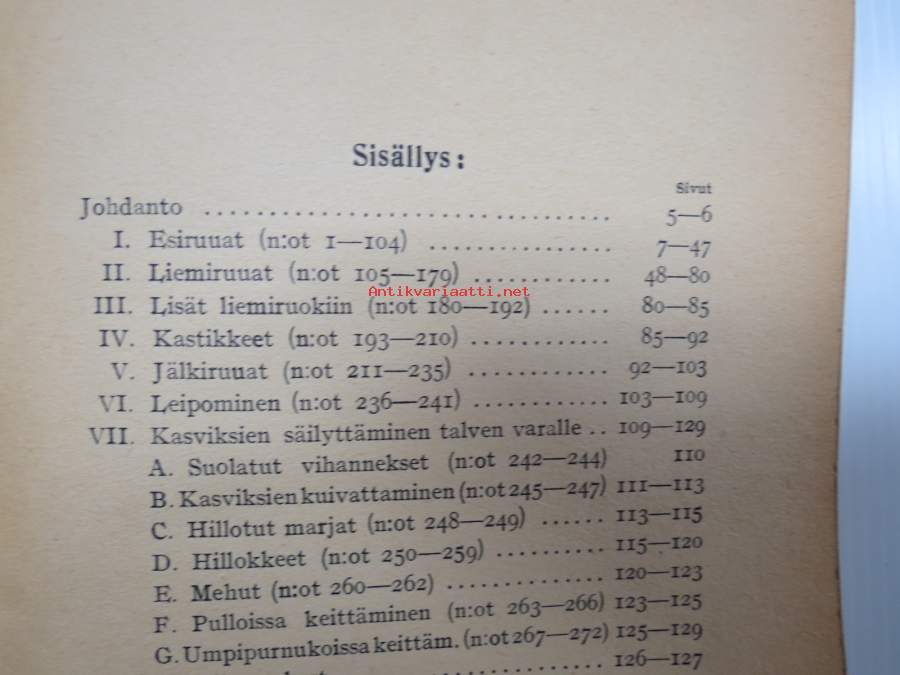 Sisällys:
Sivut
Johdanto ................................ 5—6
I. Esiruuat (n:ot 1—104) ................ 7—47
II. Liemiruuat (n:ot 105—179) ............ 48—80
Antikvariaatti.net
III. Lisät liemiruokiin (n:ot 180—192) ...... 80—85
IV. Kastikkeet (n:ot 193—210) ............ 85—92
V. Jälkiruuat (n:ot 211—235) ............ 92—103
VI. Leipominen (n:ot 236—241) ............ 103—109
VII. Kasviksien säilyttäminen talven varalle .. 109—129
A. Suolatut vihannekset (n:ot 242—244) 110
B. Kasviksien kuivattaminen (n:ot 245—247) 111—113
C. Hillotut marjat (n:ot 248—249) ...... 113—115
D. Hillokkeet (n:ot 250—259) .......... 115—120
E. Mehut (n:ot 260—262) .............. 120—123
F. Pulloissa keittäminen (n:ot 263—266) 123—125
G. Umpipurnukoissa keittäm. (n:ot 267—272) 125—129
...................... 126—127